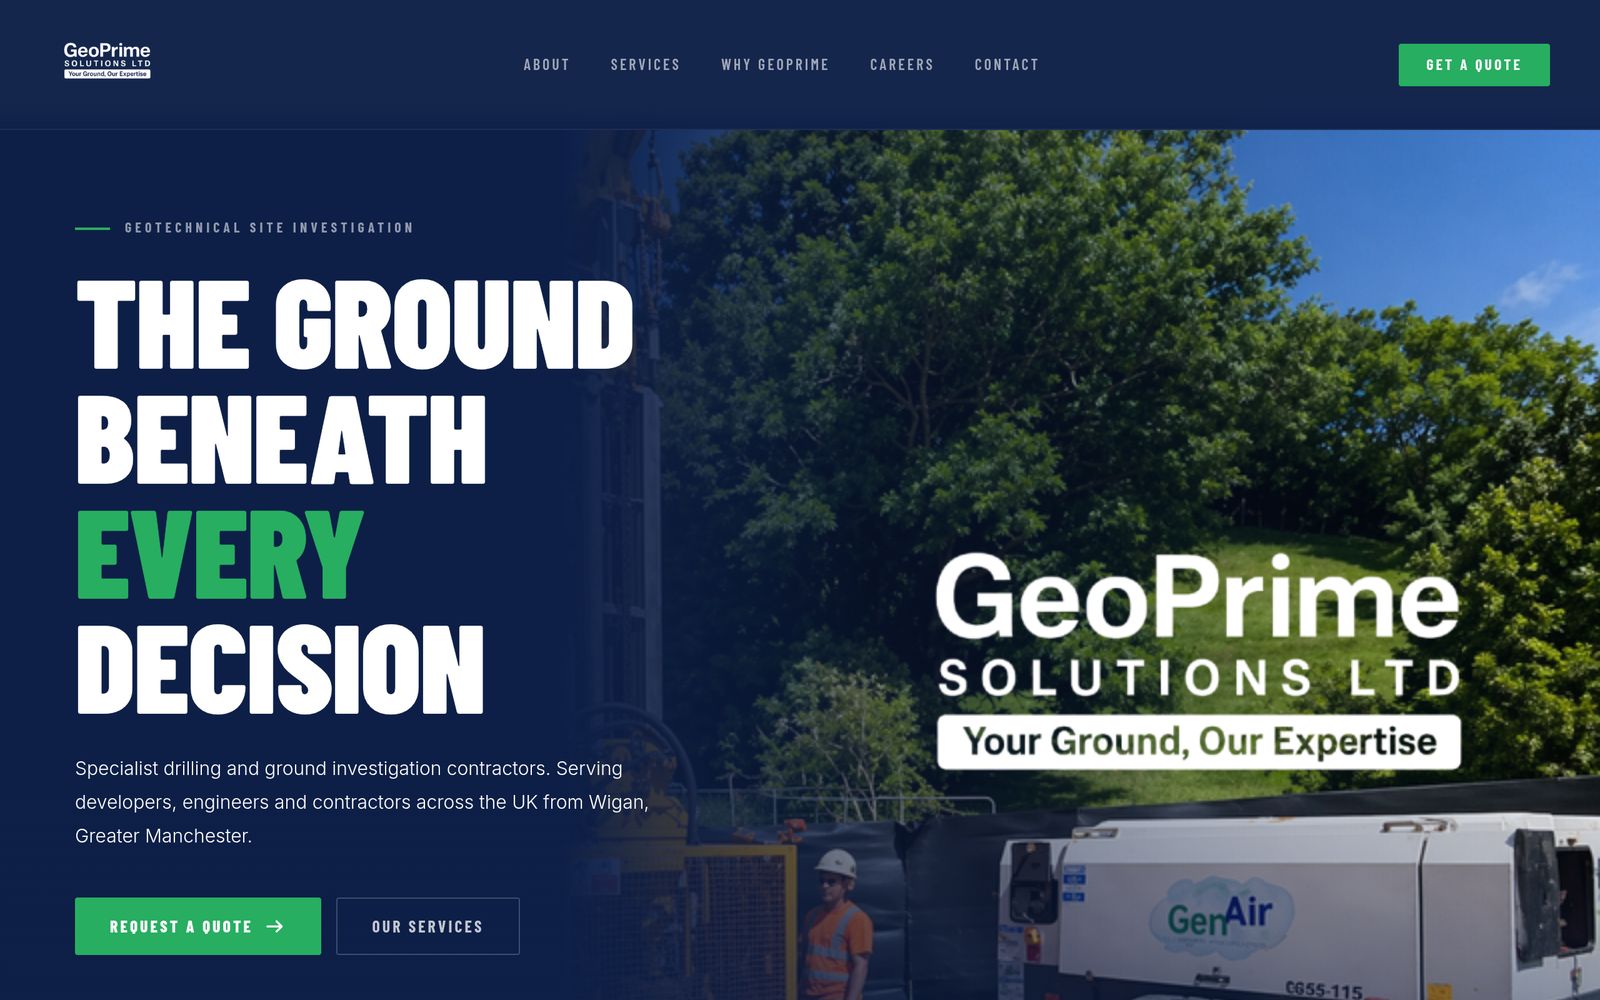 GeoPrime
SOLUTIONS LTD
Your Ground, Our Expertise
ABOUT
SERVICES
WHY GEOPRIME
CAREERS
CONTACT
GET A QUOTE
GEOTECHNICAL SITE INVESTIGATION
THE GROUND
BENEATH
EVERY
DECISION
Specialist drilling and ground investigation contractors. Serving
developers, engineers and contractors across the UK from Wigan,
Greater Manchester.
REQUEST A QUOTE
OUR SERVICES
GeoPrime
SOLUTIONS LTD
Your Ground, Our Expertise
GenAir
CG55-115